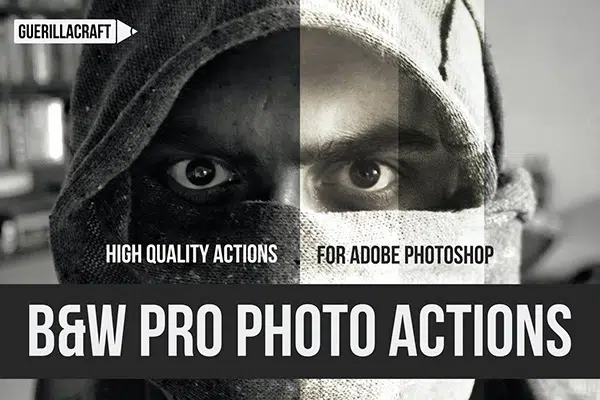 GUERILLACRAFT
HIGH QUALITY ACTIONS FOR ADOBE PHOTOSHOP
B&W PRO PHOTO ACTIONS